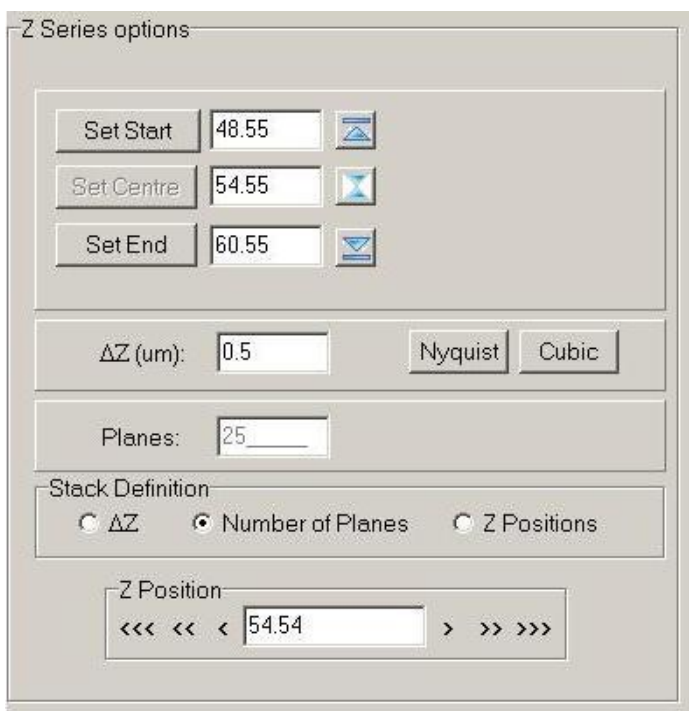 Z Series options
Set Start 48.55
Set Centre 54.55
Set End 60.55
ΔZ (um): 0.5 Nyquist Cubic
Planes: 25_____
Stack Definition
ΔZ Number of Planes Z Positions
Z Position
<<< << < 54.54 > >> >>>